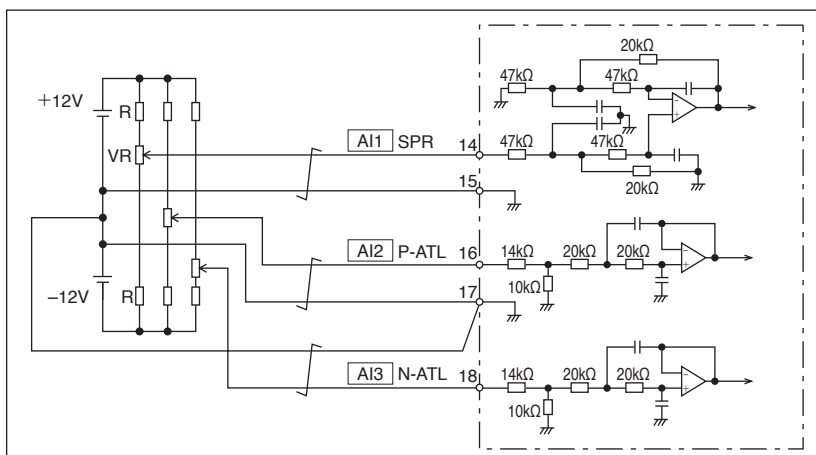 +12V
R
VR
R
−12V
AI1 SPR 14
15
AI2 P-ATL 16
17
AI3 N-ATL 18
20kΩ
47kΩ
47kΩ
47kΩ
47kΩ
20kΩ
14kΩ
20kΩ
20kΩ
10kΩ
14kΩ
20kΩ
20kΩ
10kΩ
−
+
−
+
−
+